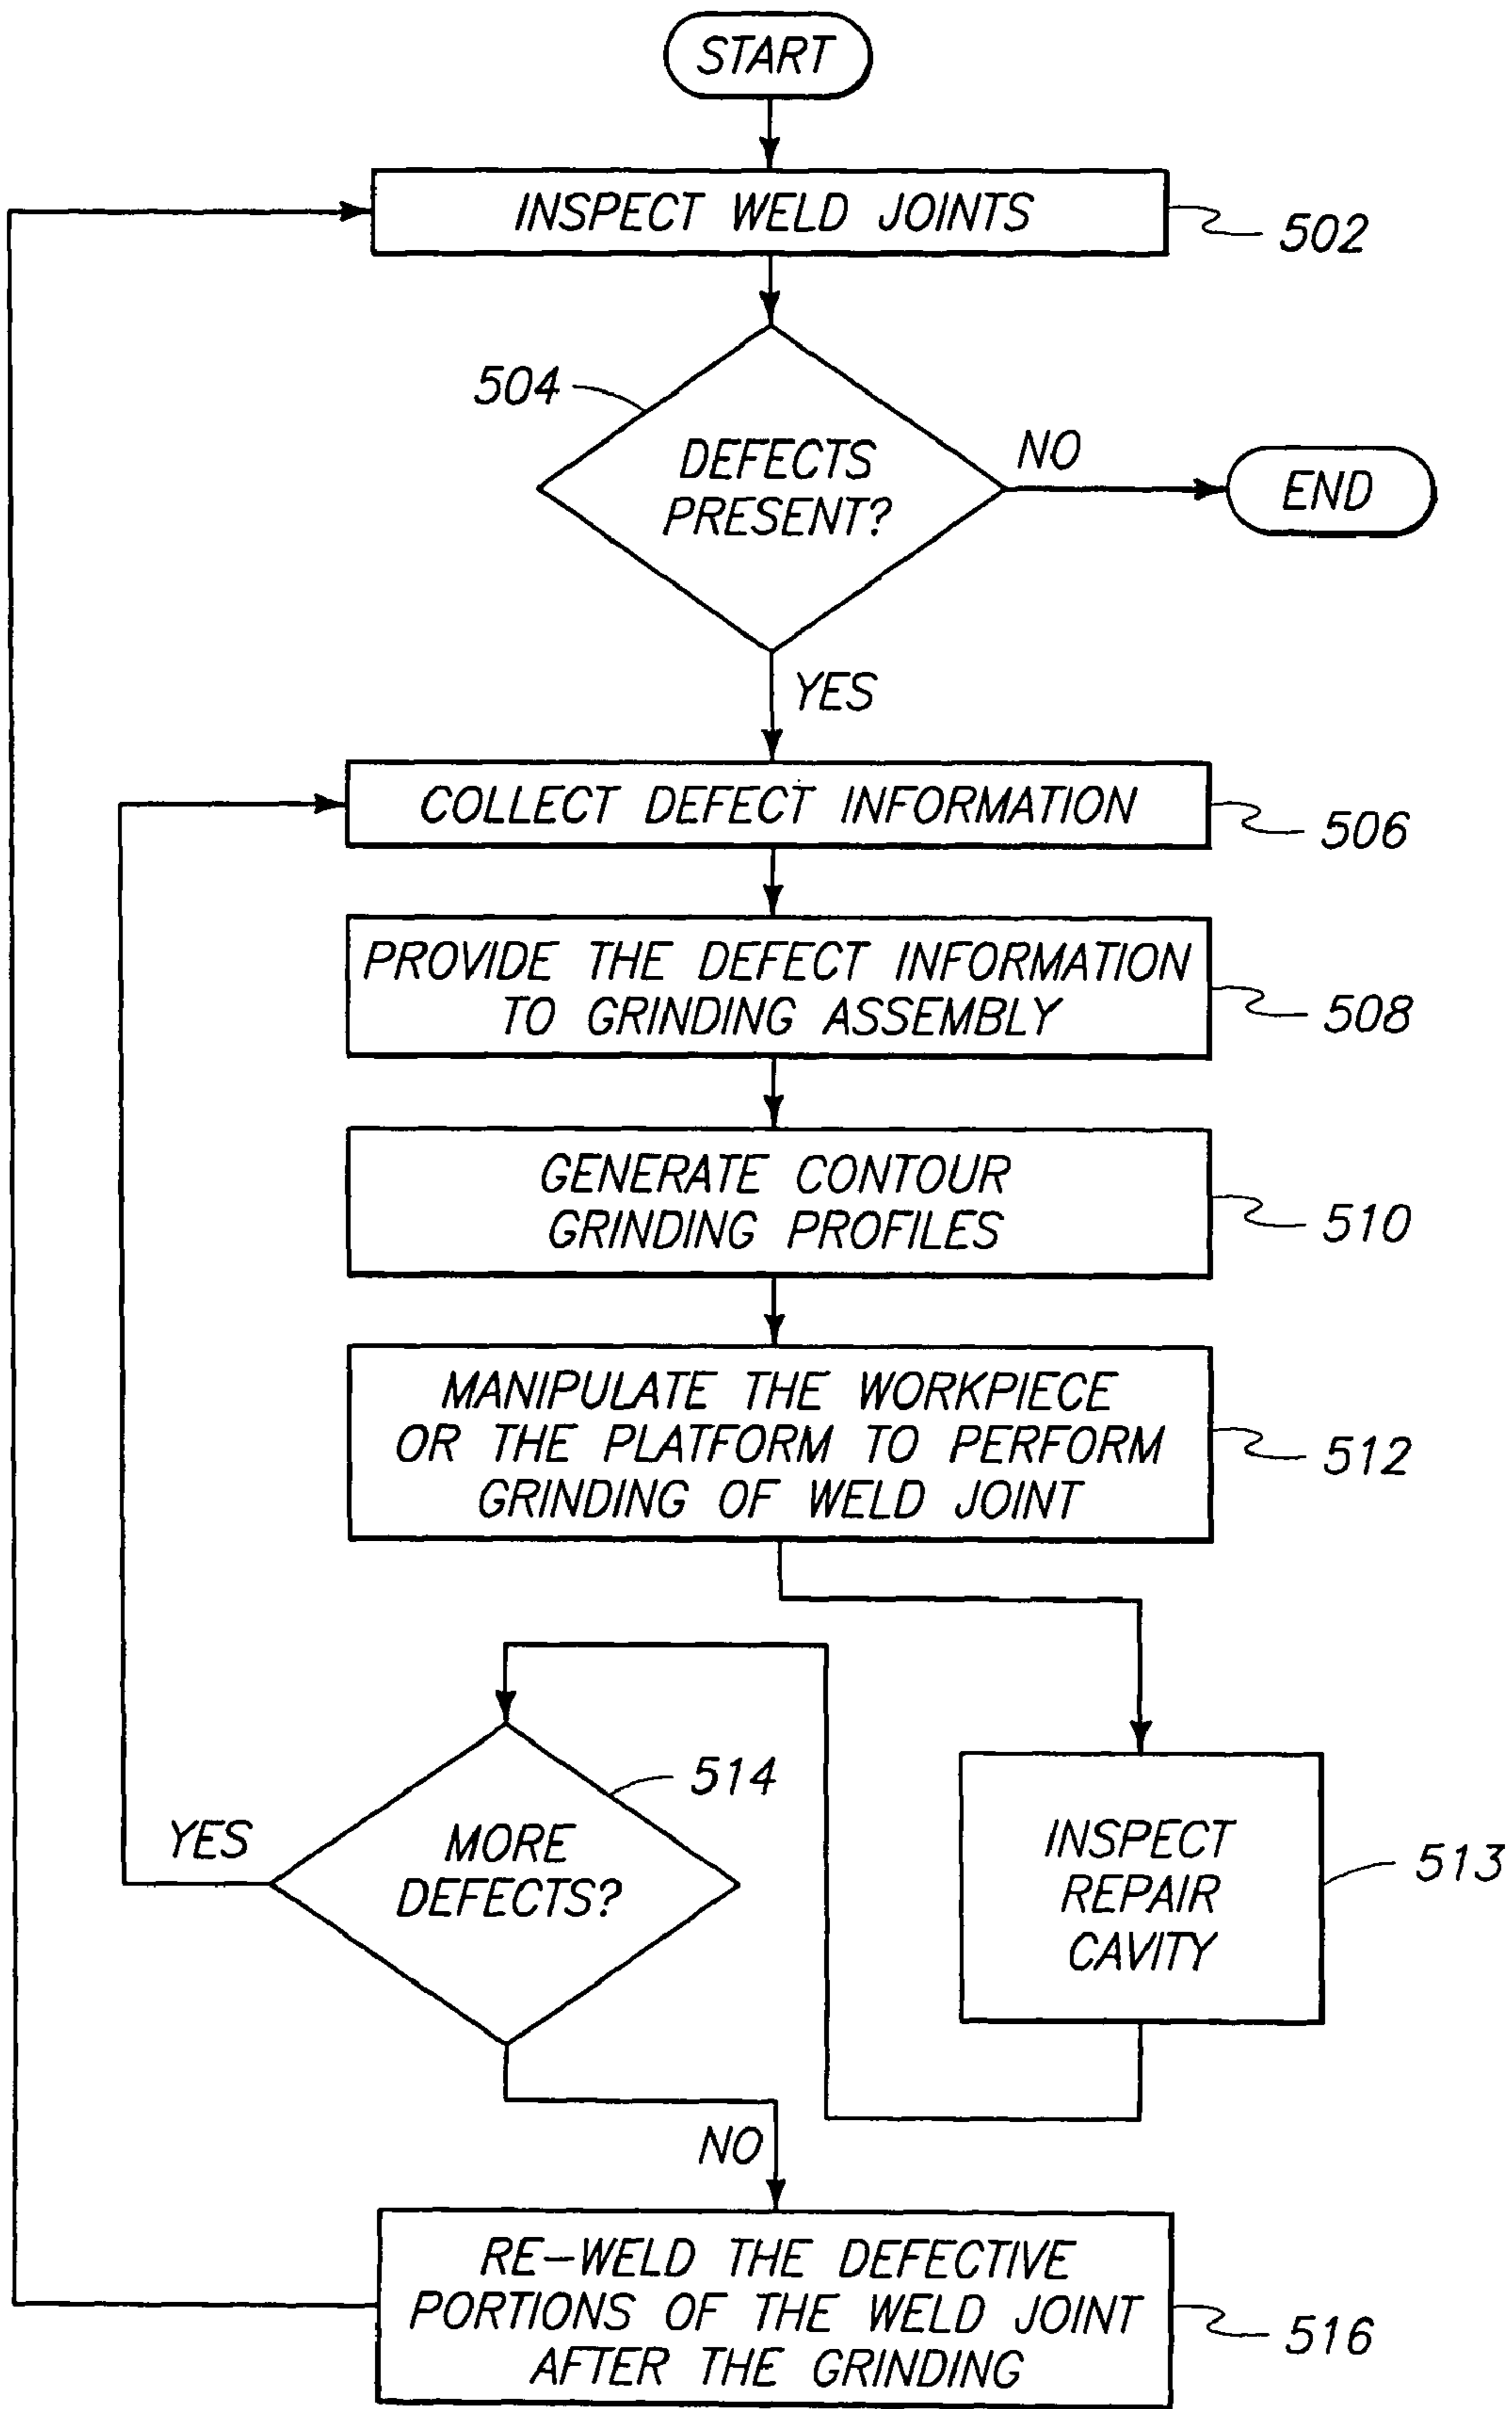 START
INSPECT WELD JOINTS
502
504
DEFECTS
PRESENT?
NO
END
YES
COLLECT DEFECT INFORMATION
506
PROVIDE THE DEFECT INFORMATION
TO GRINDING ASSEMBLY
508
GENERATE CONTOUR
GRINDING PROFILES
510
MANIPULATE THE WORKPIECE
OR THE PLATFORM TO PERFORM
GRINDING OF WELD JOINT
512
514
YES
MORE
DEFECTS?
INSPECT
REPAIR
CAVITY
513
NO
RE-WELD THE DEFECTIVE
PORTIONS OF THE WELD JOINT
AFTER THE GRINDING
516